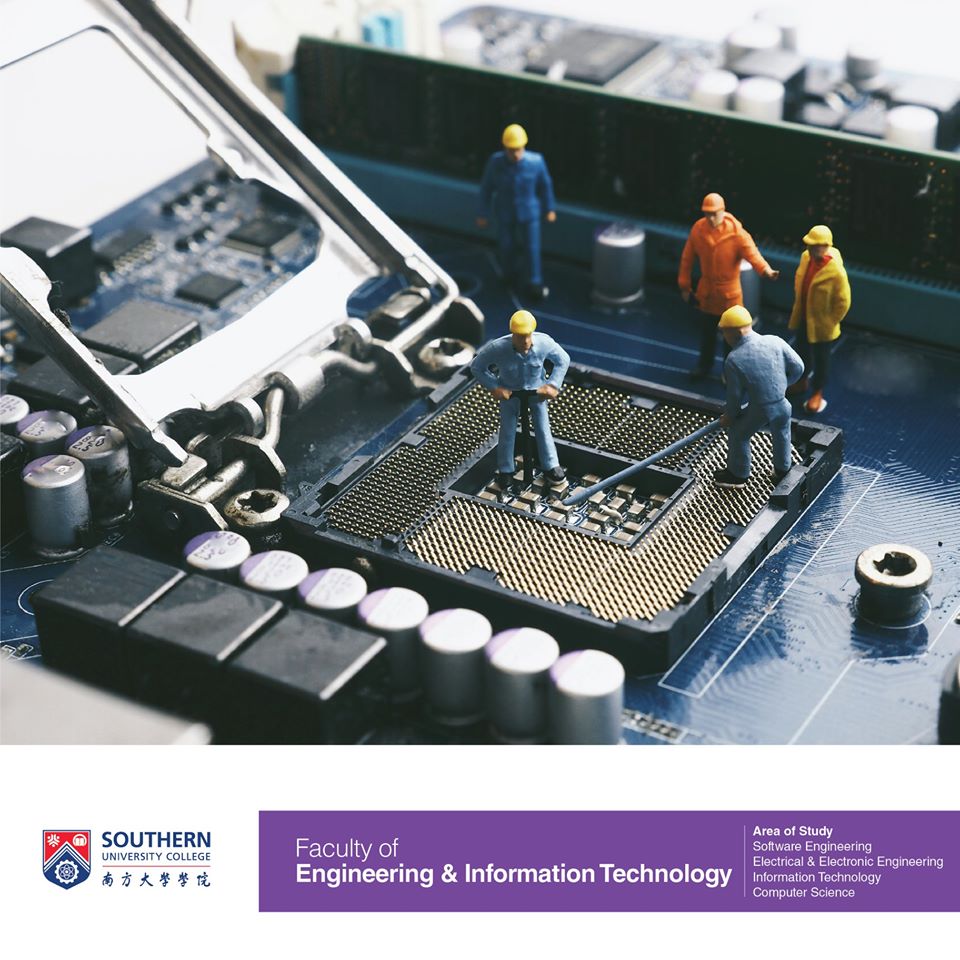 SOUTHERN
UNIVERSITY COLLEGE
南方大學學院
Faculty of
Engineering & Information Technology
Area of Study
Software Engineering
Electrical & Electronic Engineering
Information Technology
Computer Science